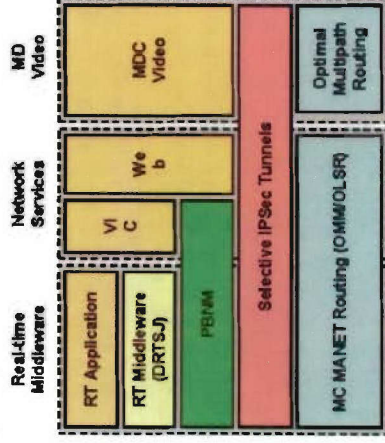 Real-time
Middleware
Network
Services
MD
Video
RT Application
VI
C
We
b
MDC
Video
RT Middleware
(DRTSJ)
PBNM
Selective IPSec Tunnels
MC MANET Routing (OMM/OLSR)
Optimal
Multipath
Routing